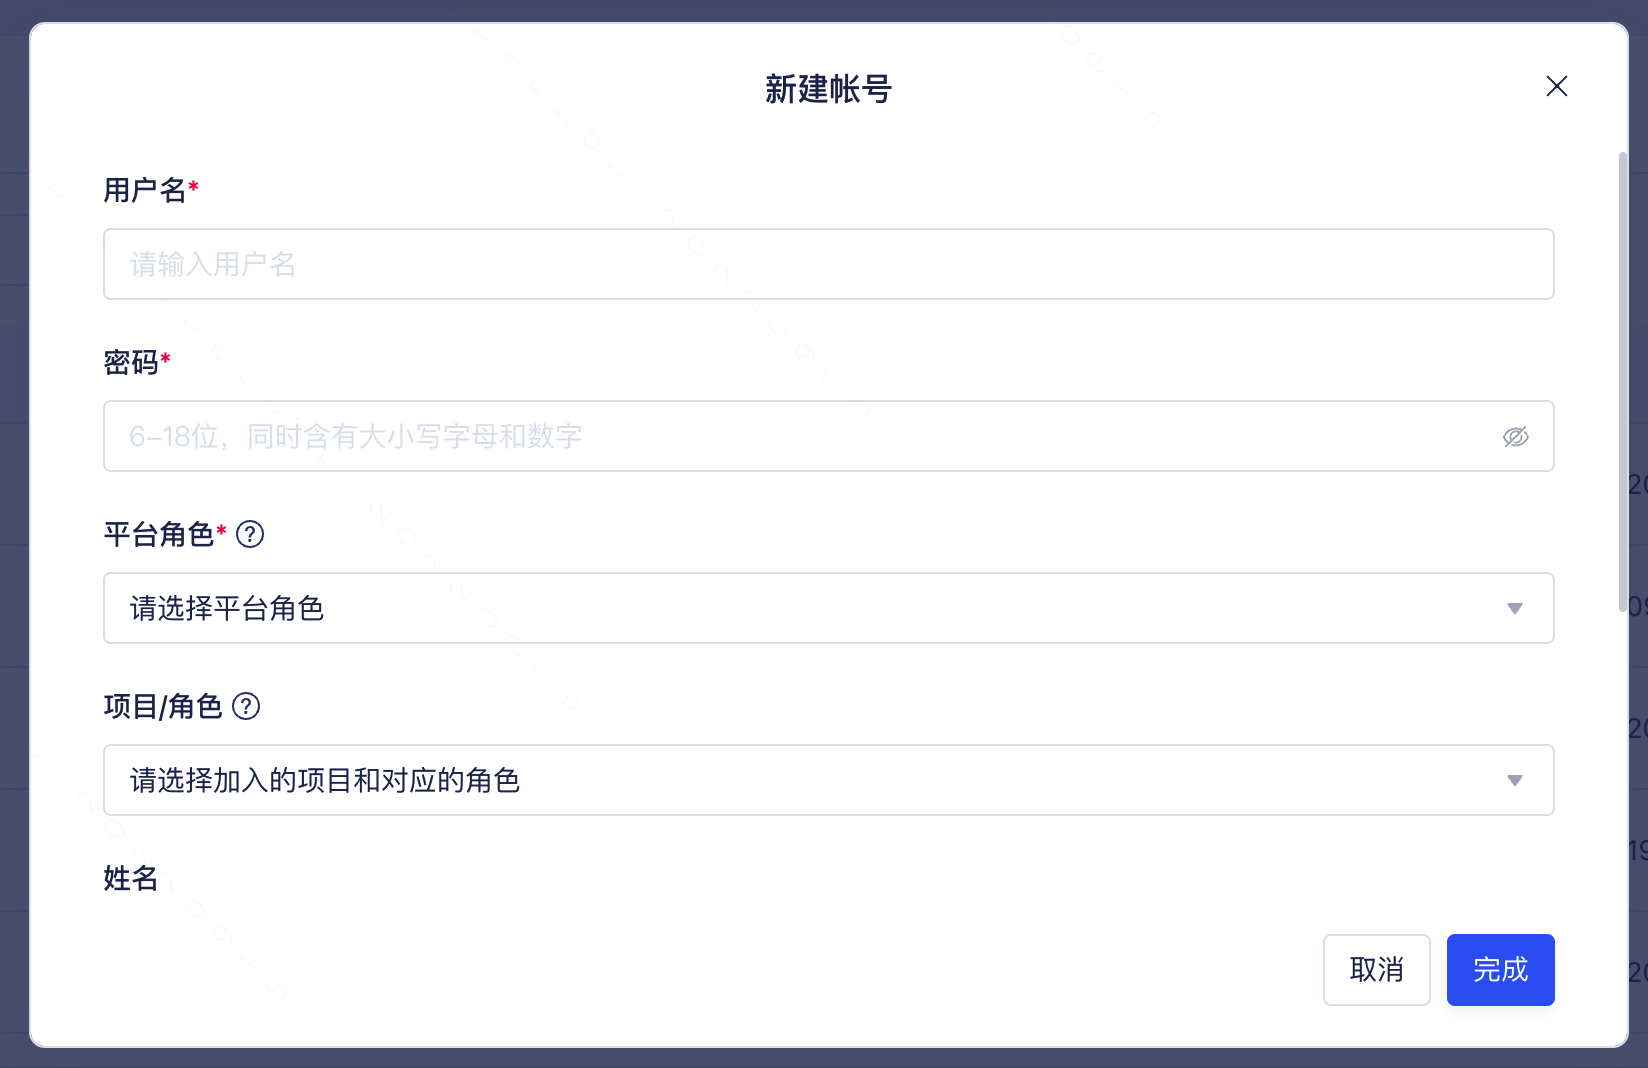 新建帐号
用户名*
请输入用户名
密码*
6-18位，同时含有大小写字母和数字
平台角色* ?
请选择平台角色
项目/角色 ?
请选择加入的项目和对应的角色
姓名
取消 完成